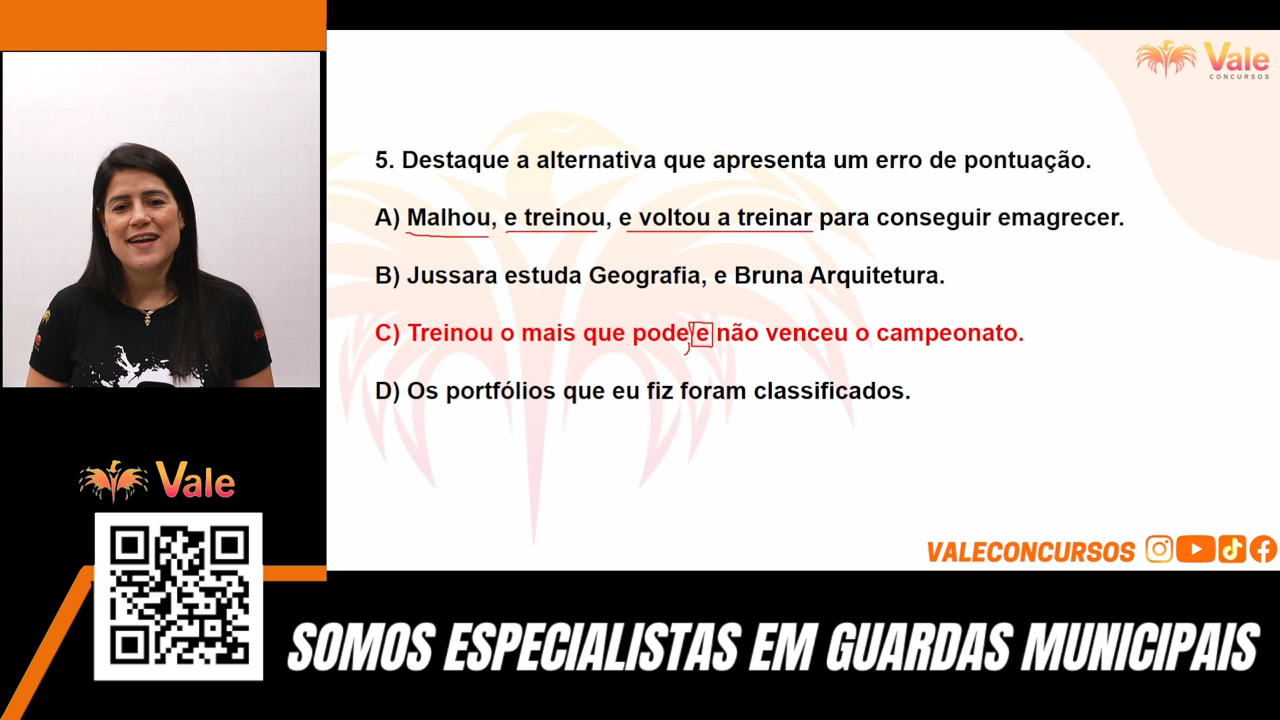 Vale
CONCURSOS
5. Destaque a alternativa que apresenta um erro de pontuação.
A) Malhou, e treinou, e voltou a treinar para conseguir emagrecer.
B) Jussara estuda Geografia, e Bruna Arquitetura.
C) Treinou o mais que pode, e não venceu o campeonato.
D) Os portfólios que eu fiz foram classificados.
Vale
VALECONCURSOS
SOMOS ESPECIALISTAS EM GUARDAS MUNICIPAIS